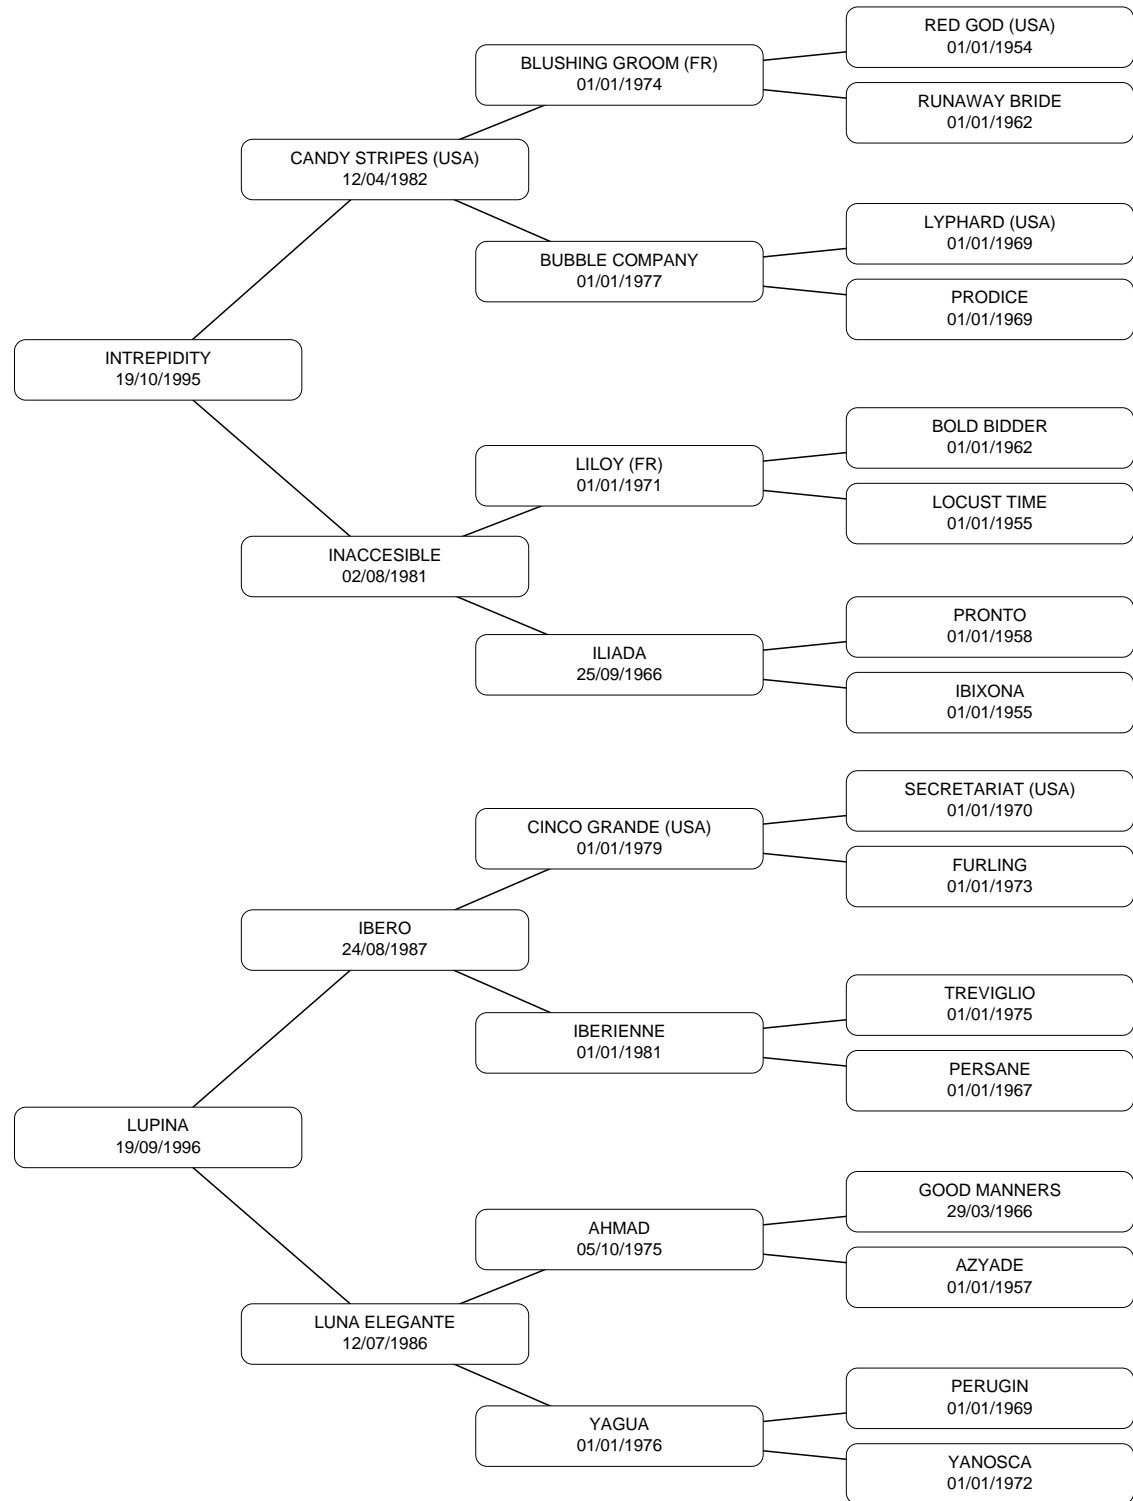 RED GOD (USA)
01/01/1954
BLUSHING GROOM (FR)
01/01/1974
RUNAWAY BRIDE
01/01/1962
CANDY STRIPES (USA)
12/04/1982
LYPHARD (USA)
01/01/1969
BUBBLE COMPANY
01/01/1977
PRODICE
01/01/1969
INTREPIDITY
19/10/1995
BOLD BIDDER
01/01/1962
LILOY (FR)
01/01/1971
LOCUST TIME
01/01/1955
INACCESIBLE
02/08/1981
PRONTO
01/01/1958
ILIADA
25/09/1966
IBIXONA
01/01/1955
SECRETARIAT (USA)
01/01/1970
CINCO GRANDE (USA)
01/01/1979
FURLING
01/01/1973
IBERO
24/08/1987
TREVIGLIO
01/01/1975
IBERIENNE
01/01/1981
PERSANE
01/01/1967
LUPINA
19/09/1996
GOOD MANNERS
29/03/1966
AHMAD
05/10/1975
AZYADE
01/01/1957
LUNA ELEGANTE
12/07/1986
PERUGIN
01/01/1969
YAGUA
01/01/1976
YANOSCA
01/01/1972